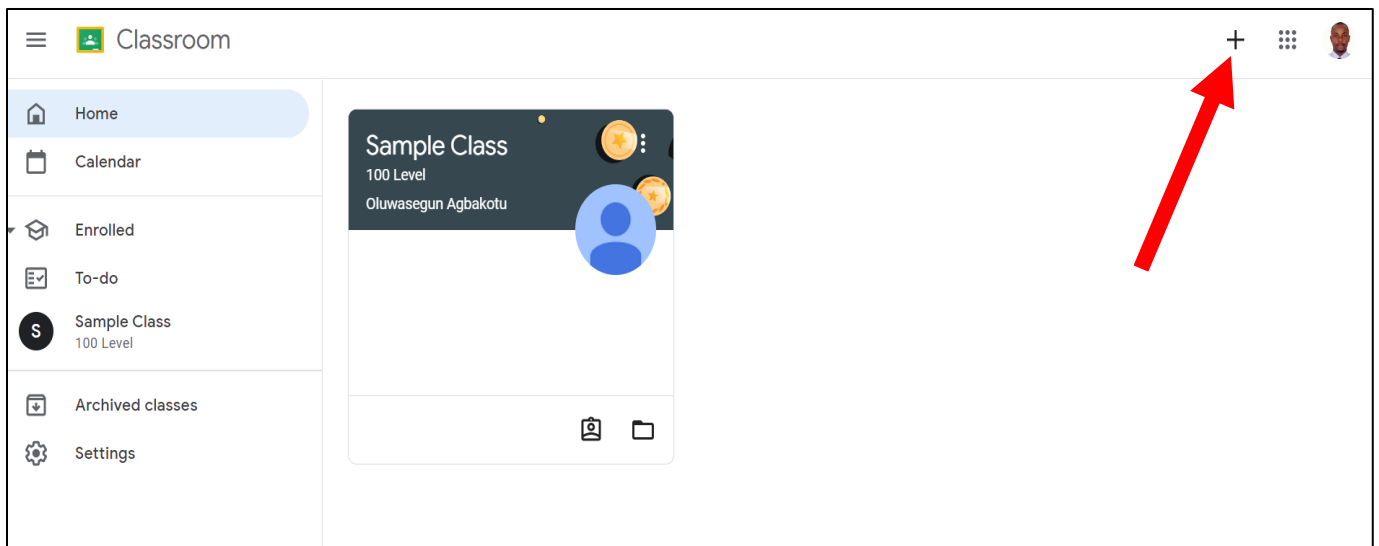 Classroom
Home
Calendar
Enrolled
To-do
S
Sample Class
100 Level
Archived classes
Settings
Sample Class
100 Level
Oluwasegun Agbakotu